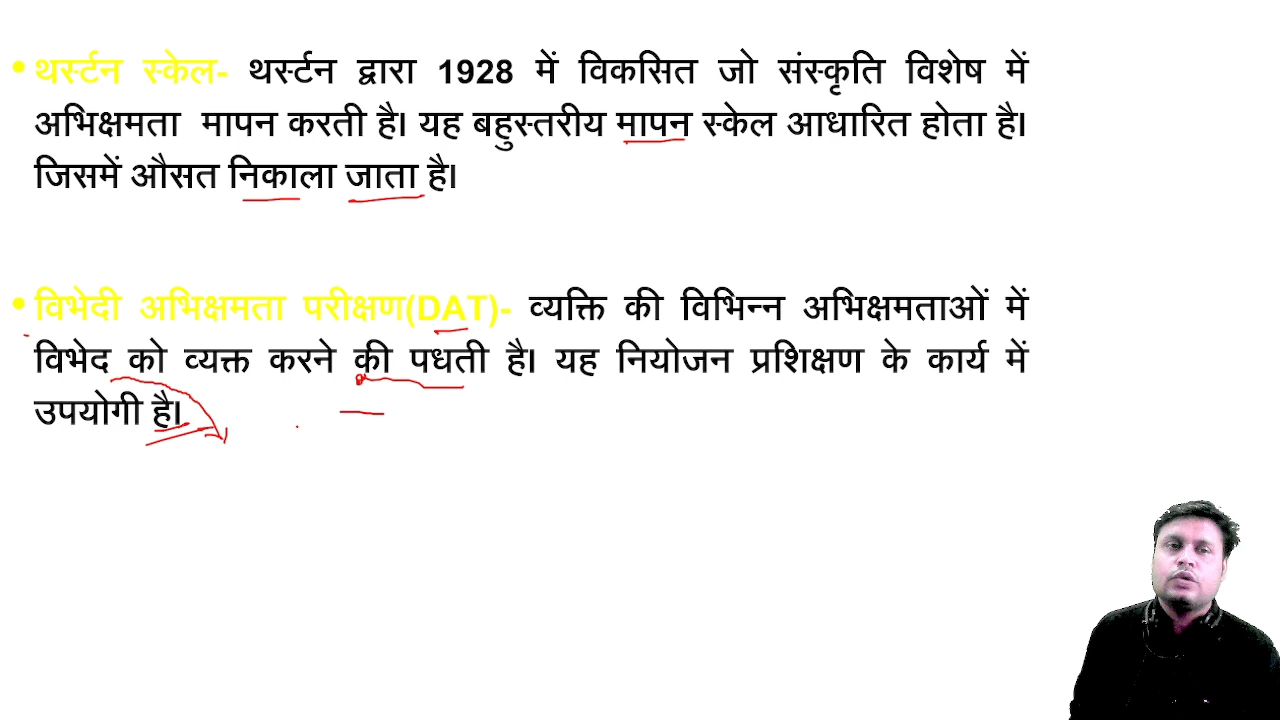 • थर्स्टन स्केल- थर्स्टन द्वारा 1928 में विकसित जो संस्कृति विशेष में
अभिक्षमता मापन करती है। यह बहुस्तरीय मापन स्केल आधारित होता है।
जिसमें औसत निकाला जाता है।
• विभेदी अभिक्षमता परीक्षण(DAT)- व्यक्ति की विभिन्न अभिक्षमताओं में
विभेद को व्यक्त करने की पधती है। यह नियोजन प्रशिक्षण के कार्य में
उपयोगी है।